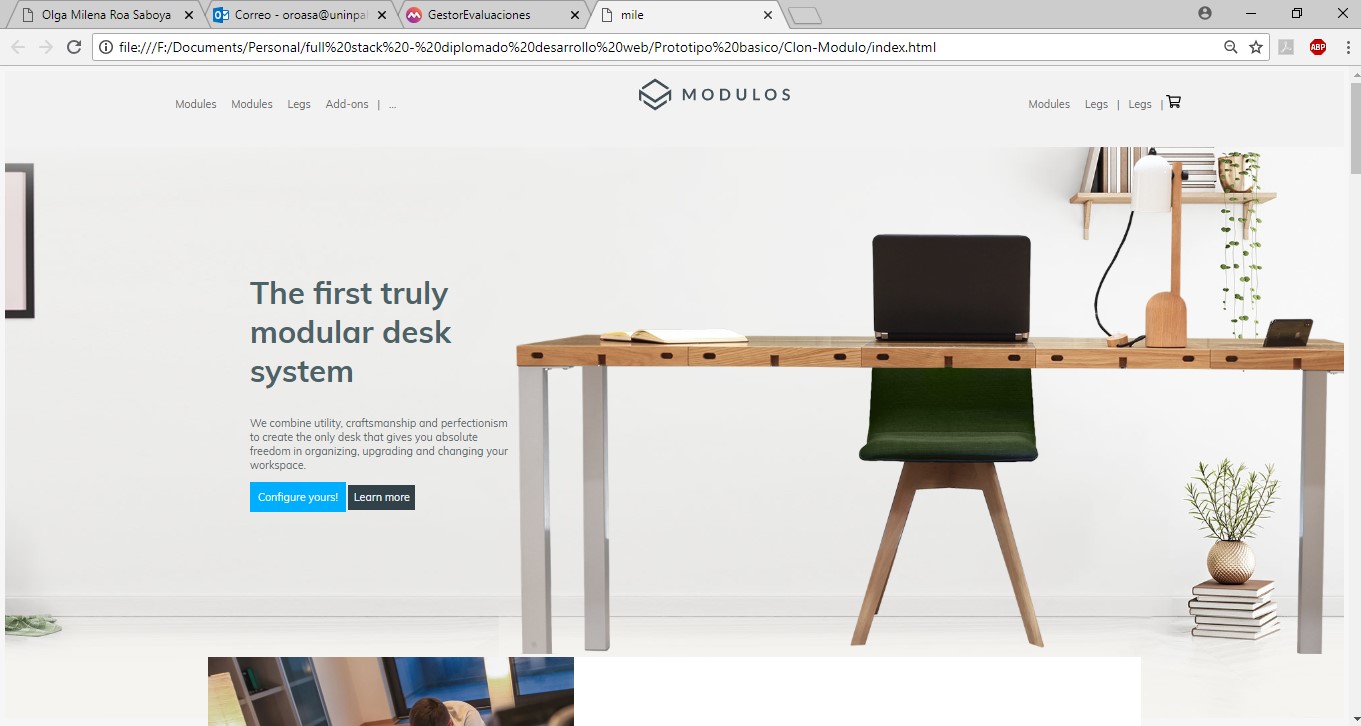 Olga Milena Roa Saboya
Correo - oroasa@uninpa
GestorEvaluaciones
mile
file:///F:/Documents/Personal/full%20stack%20-%20diplomado%20desarrollo%20web/Prototipo%20basico/Clon-Modulo/index.html
ABP
Modules Modules Legs Add-ons | ...
MODULOS
Modules Legs | Legs |
The first truly
modular desk
system
We combine utility, craftsmanship and perfectionism
to create the only desk that gives you absolute
freedom in organizing, upgrading and changing your
workspace.
Configure yours! Learn more